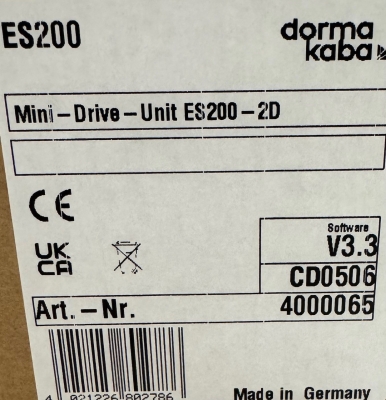 ES200
dorma
kaba
Mini-Drive-Unit ES200-2D
CE
UK
CA
Software
V3.3
CD0506
Art.-Nr.
4000065
4 021226 802786
Made in Germany